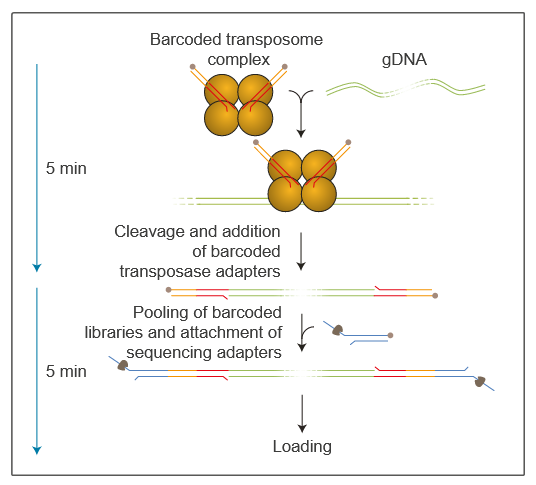 Barcoded transposome
complex
gDNA
5 min
Cleavage and addition
of barcoded
transposase adapters
Pooling of barcoded
libraries and attachment of
sequencing adapters
5 min
Loading